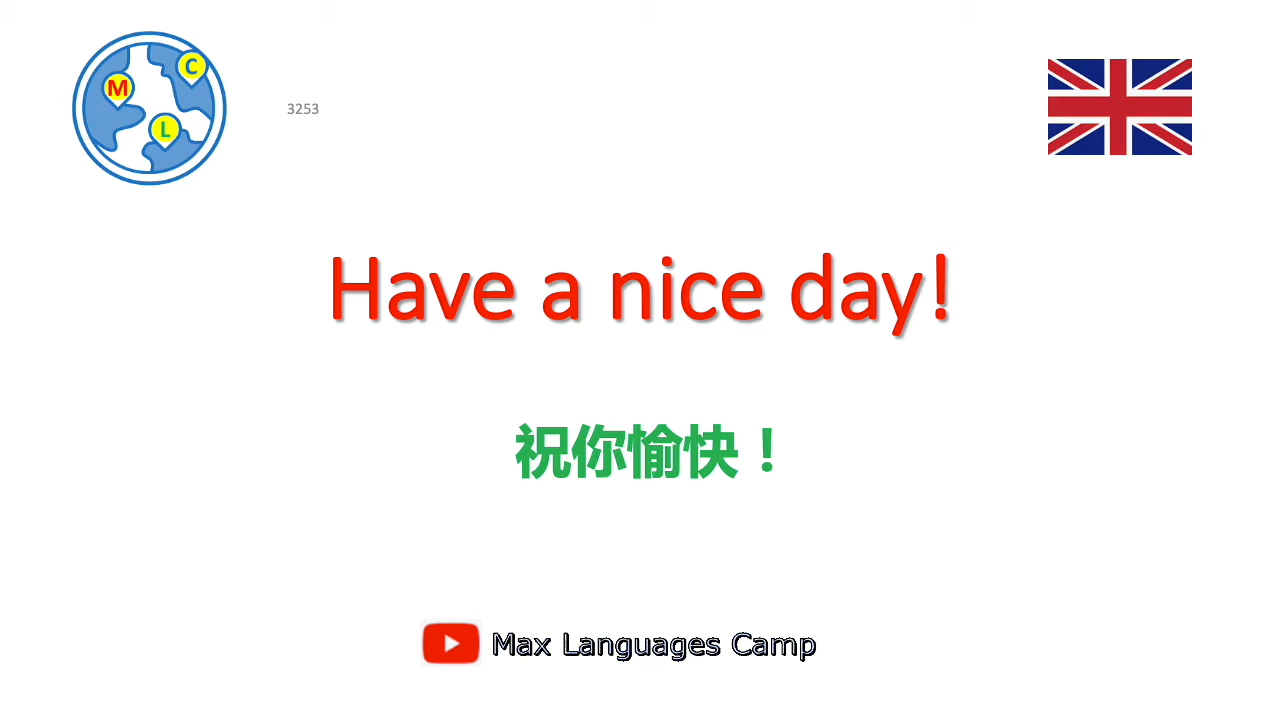 M
C
L
3253
Have a nice day!
祝你愉快！
Max Languages Camp